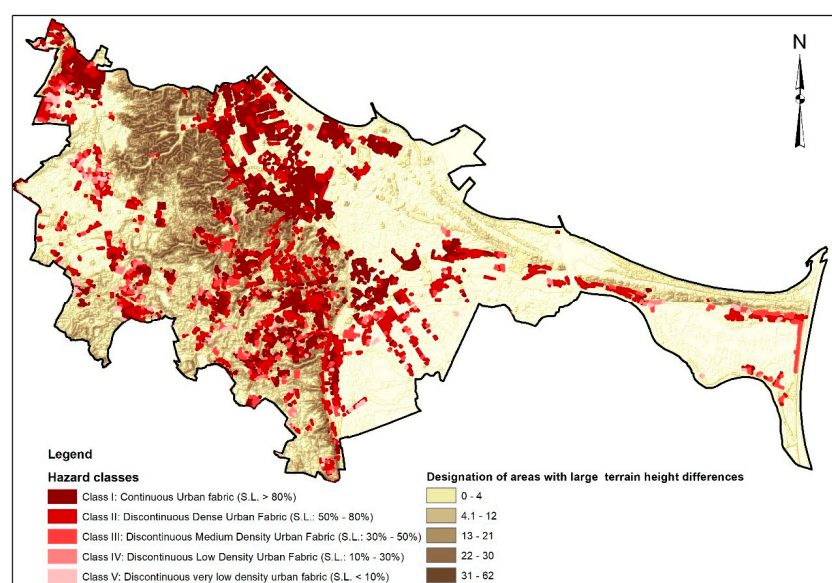 N
Legend
Hazard classes
Class I: Continuous Urban fabric (S.L. > 80%)
Class II: Discontinuous Dense Urban Fabric (S.L.: 50% - 80%)
Class III: Discontinuous Medium Density Urban Fabric (S.L.: 30% - 50%)
Class IV: Discontinuous Low Density Urban Fabric (S.L.: 10% - 30%)
Class V: Discontinuous very low density urban fabric (S.L. < 10%)
Designation of areas with large terrain height differences
0 - 4
4.1 - 12
13 - 21
22 - 30
31 - 62